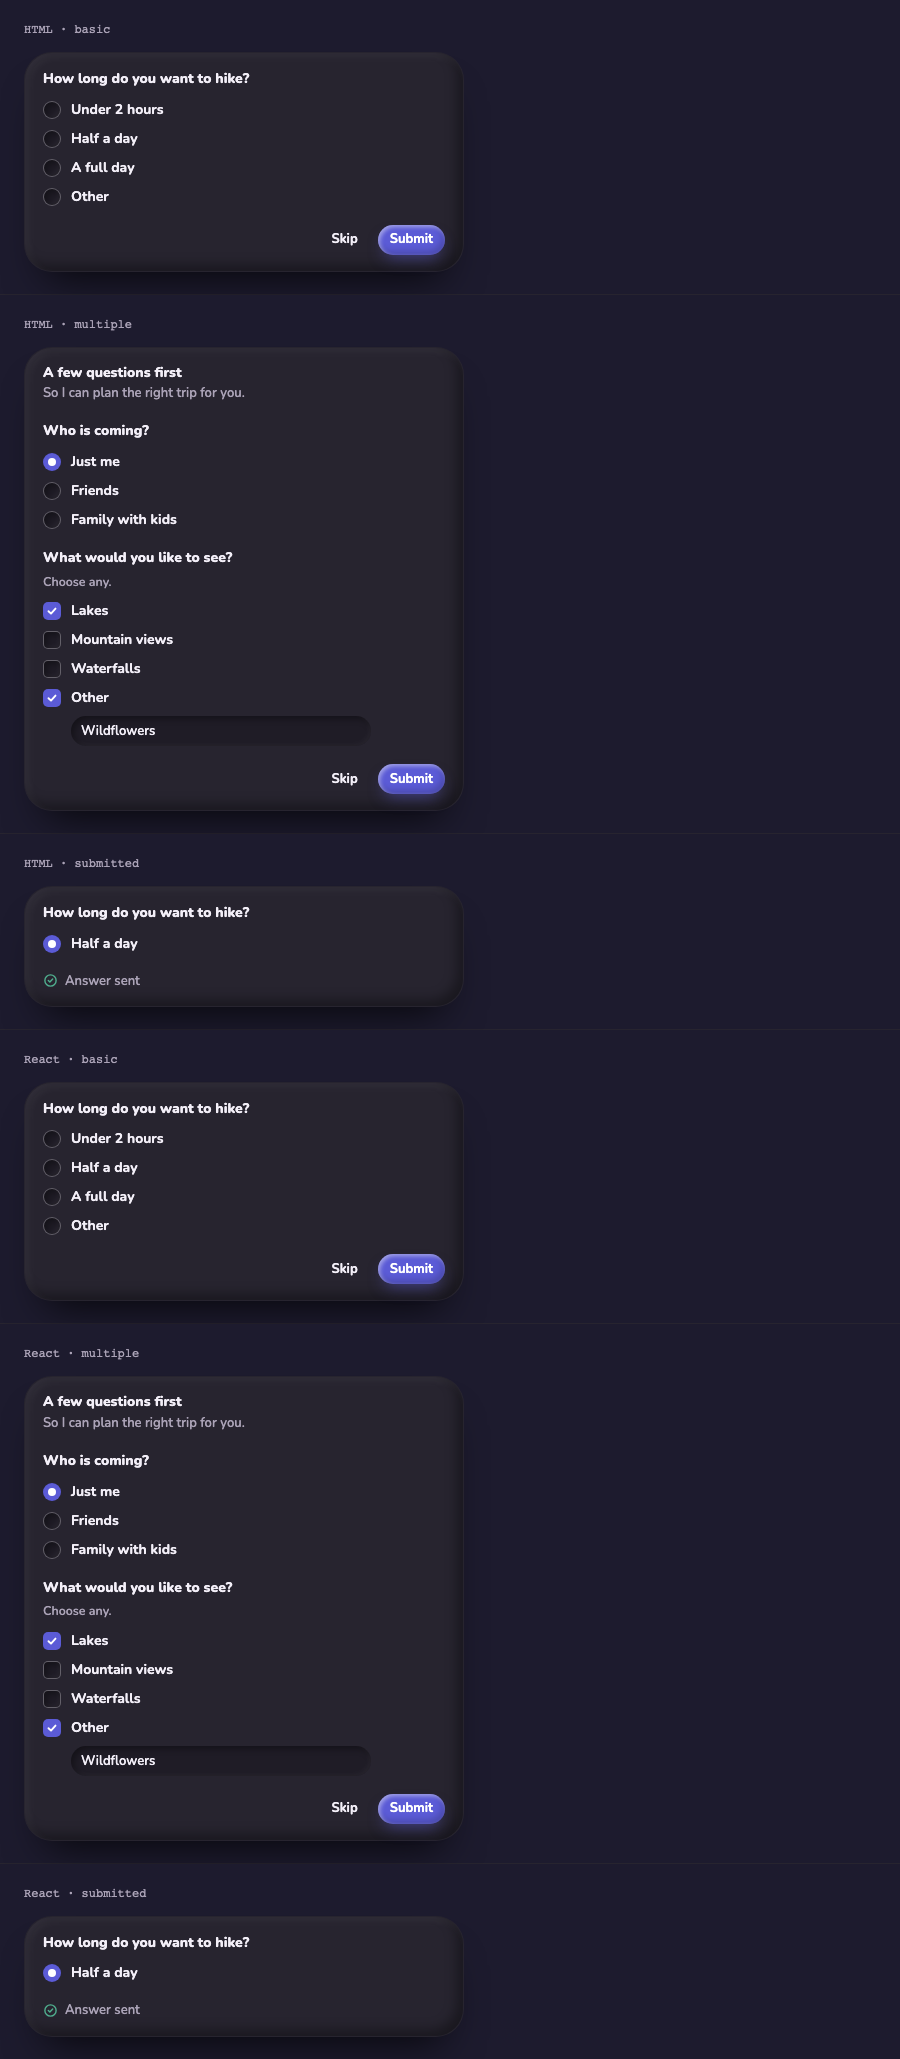 HTML · basic
How long do you want to hike?
Under 2 hours
Half a day
A full day
Other
Skip Submit
HTML · multiple
A few questions first
So I can plan the right trip for you.
Who is coming?
Just me
Friends
Family with kids
What would you like to see?
Choose any.
Lakes
Mountain views
Waterfalls
Other
Wildflowers
Skip Submit
HTML · submitted
How long do you want to hike?
Half a day
Answer sent
React · basic
How long do you want to hike?
Under 2 hours
Half a day
A full day
Other
Skip Submit
React · multiple
A few questions first
So I can plan the right trip for you.
Who is coming?
Just me
Friends
Family with kids
What would you like to see?
Choose any.
Lakes
Mountain views
Waterfalls
Other
Wildflowers
Skip Submit
React · submitted
How long do you want to hike?
Half a day
Answer sent